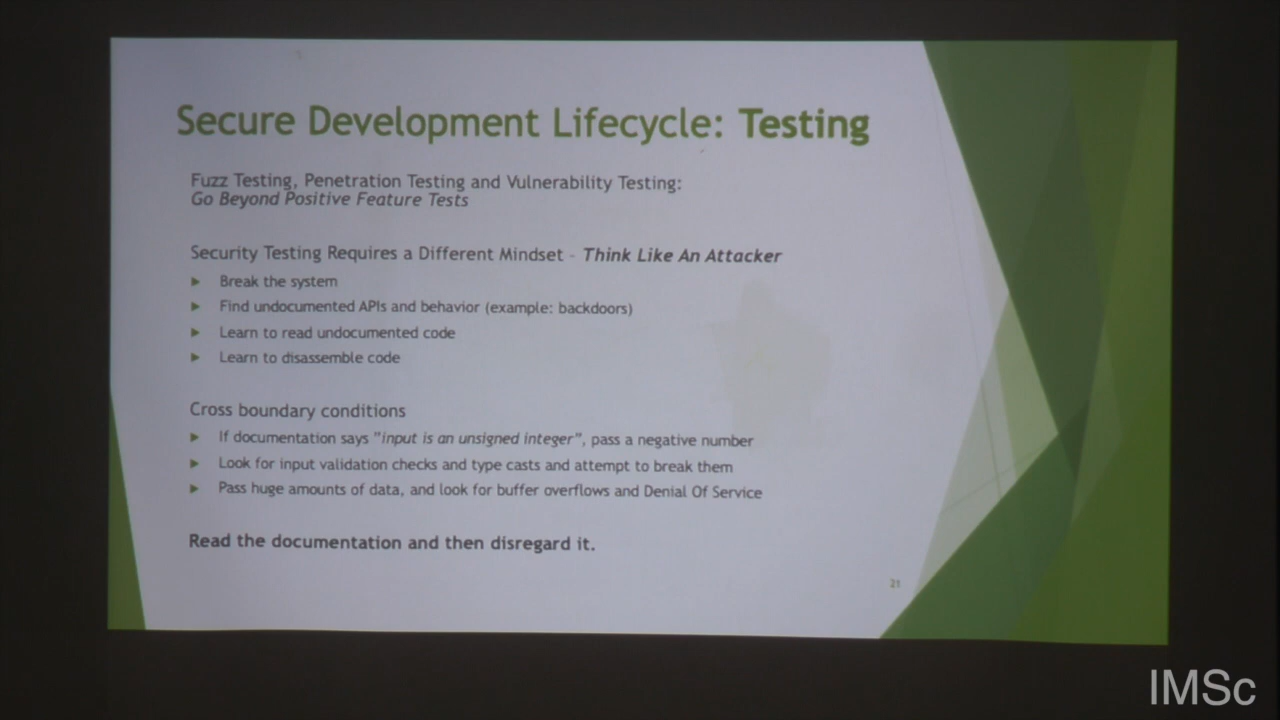 Secure Development Lifecycle: Testing
Fuzz Testing, Penetration Testing and Vulnerability Testing:
Go Beyond Positive Feature Tests
Security Testing Requires a Different Mindset - Think Like An Attacker
Break the system
Find undocumented APIs and behavior (example: backdoors)
Learn to read undocumented code
Learn to disassemble code
Cross boundary conditions
If documentation says "input is an unsigned integer", pass a negative number
Look for input validation checks and type casts and attempt to break them
Pass huge amounts of data, and look for buffer overflows and Denial Of Service
Read the documentation and then disregard it.
21
IMSc